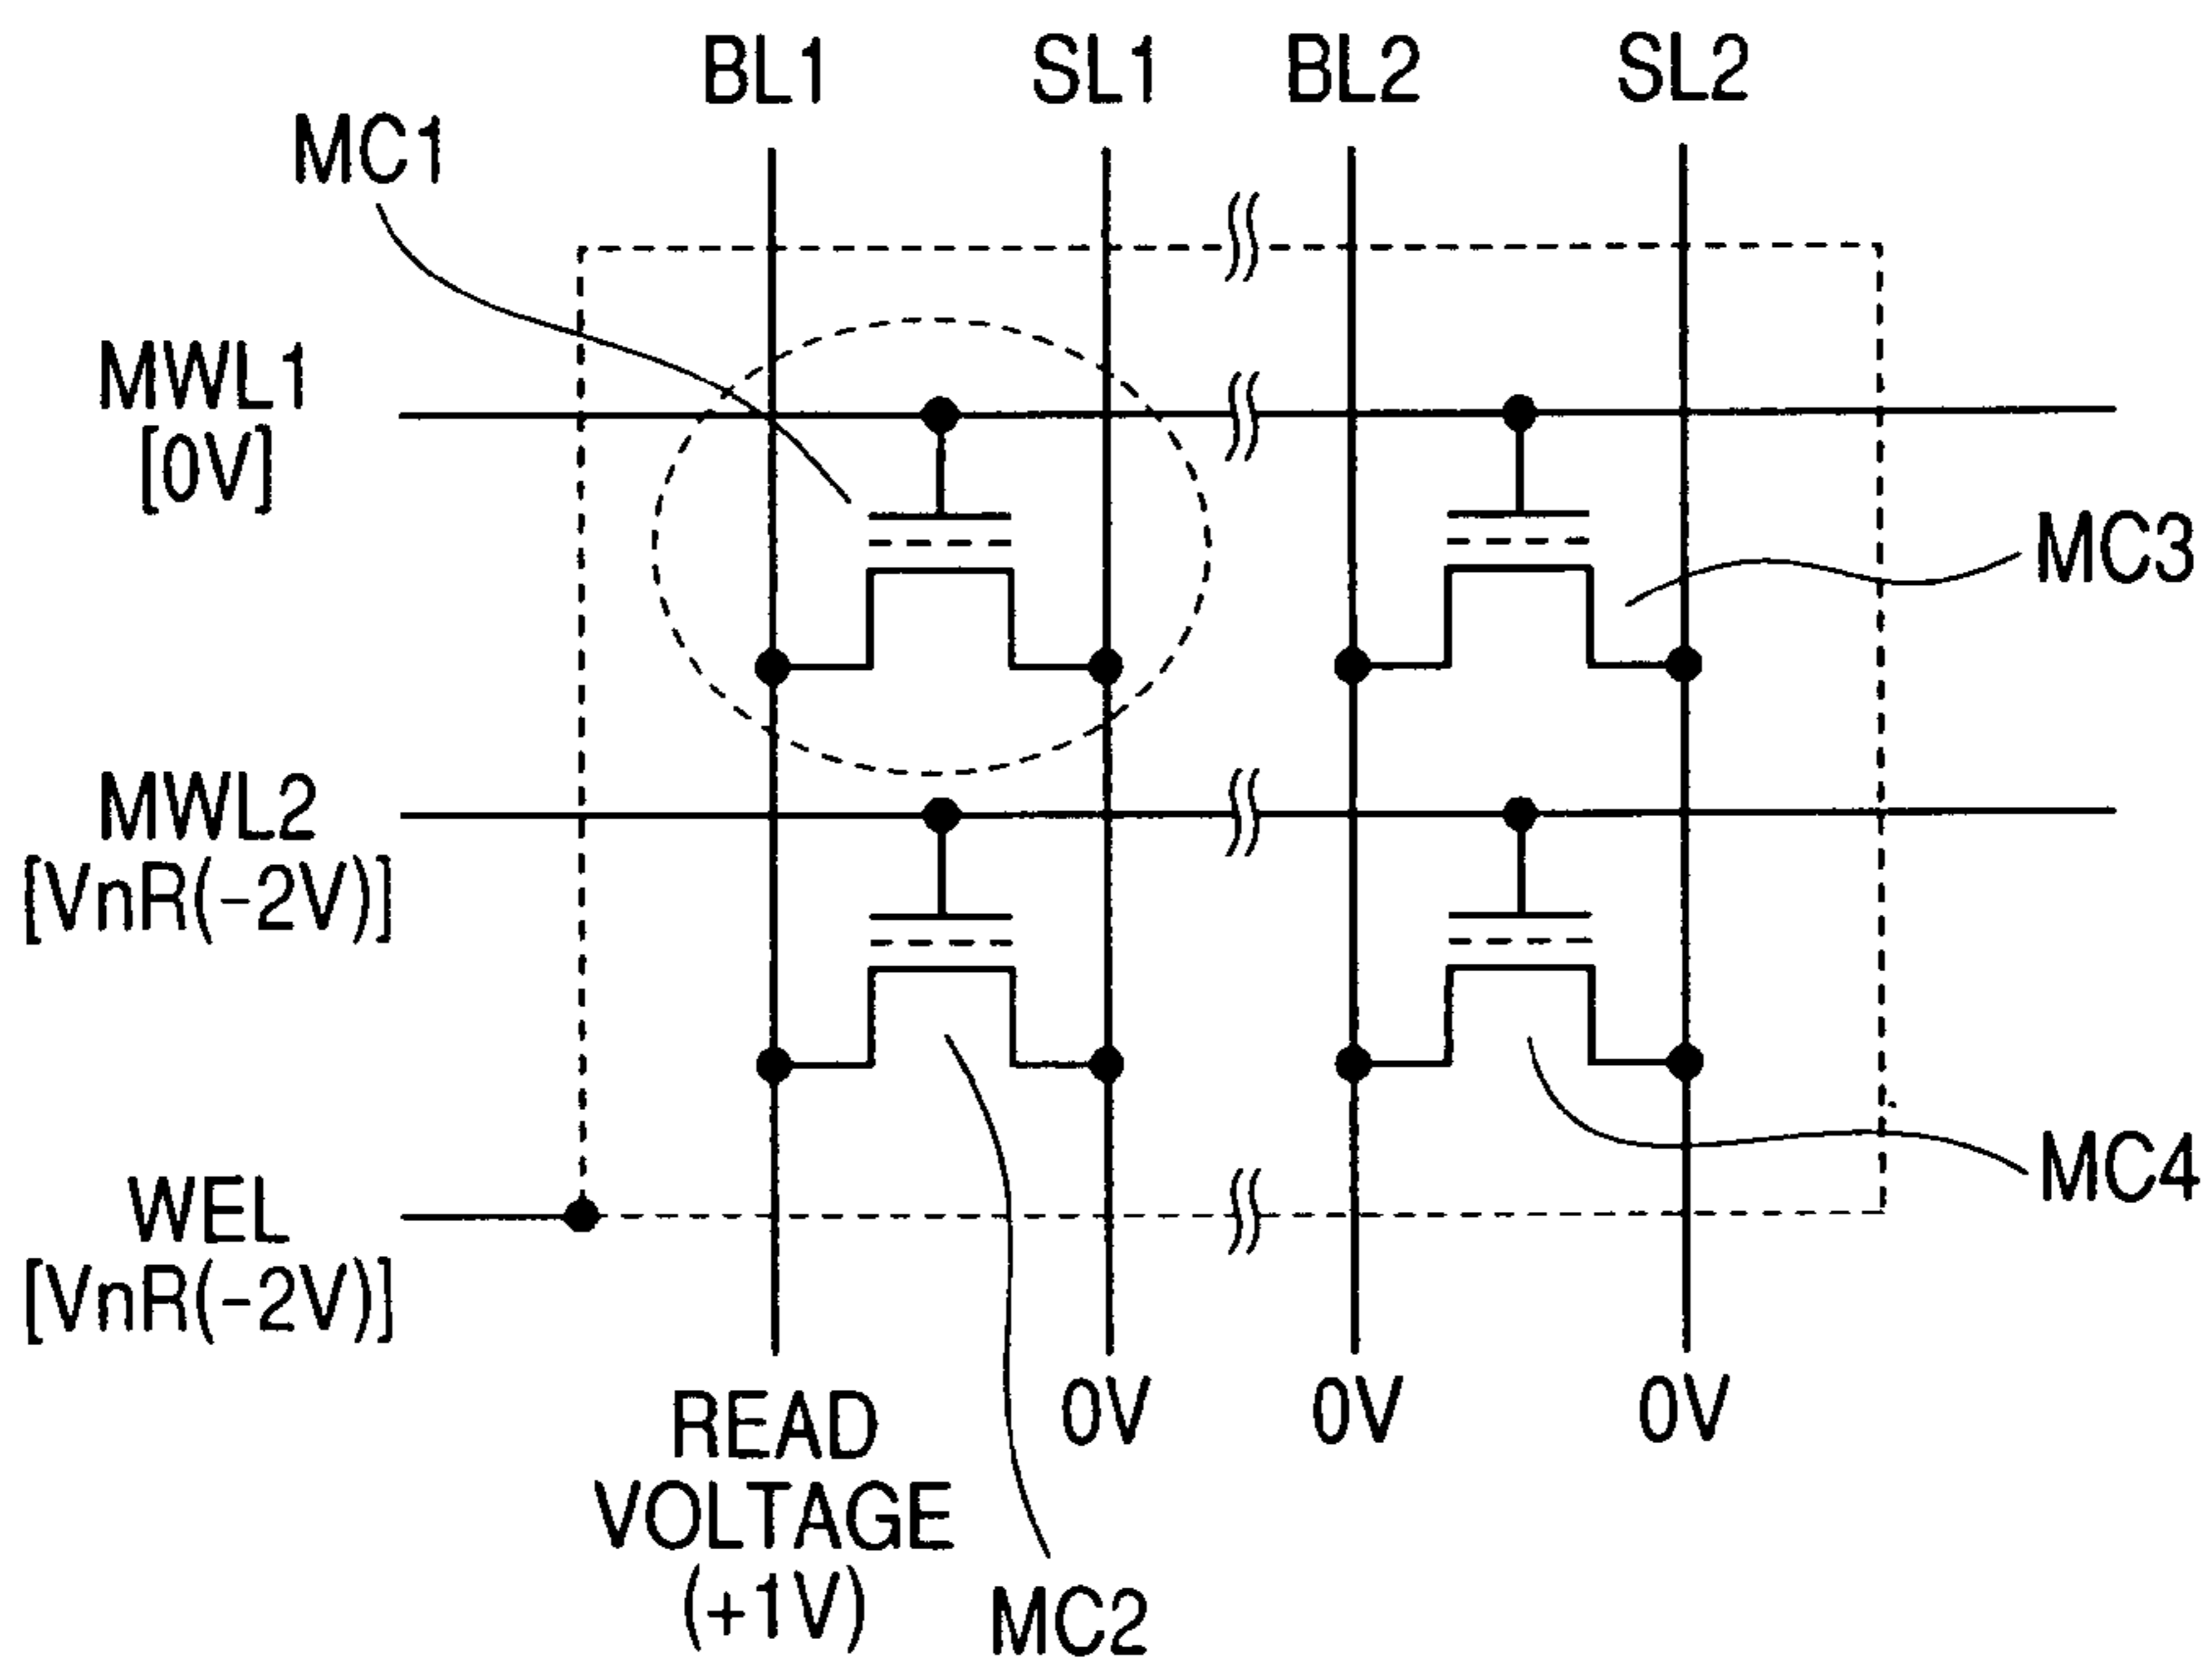 BL1 SL1 BL2 SL2
MC1
MWL1
[0V]
MC3
MWL2
[VnR(-2V)]
MC4
WEL
[VnR(-2V)]
READ
VOLTAGE
(+1V)
0V 0V 0V
MC2